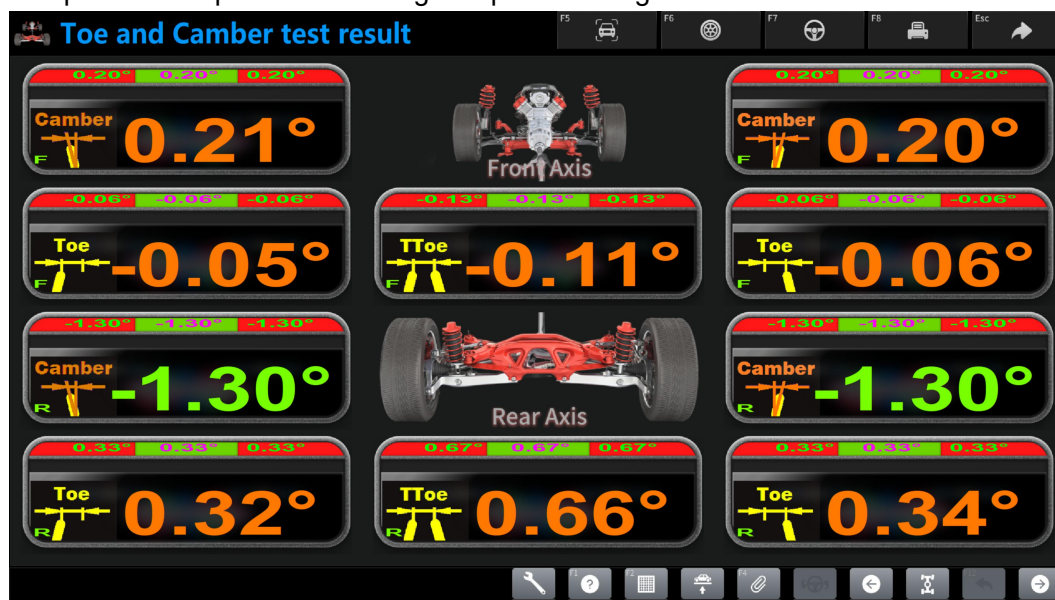 Toe and Camber test result
F5
F6
F7
F8
Esc
0.20° 0.20° 0.20°
Camber
F
0.21°
Front Axis
0.20° 0.20° 0.20°
Camber
F
0.20°
-0.06° -0.06° -0.06°
Toe
F
-0.05°
-0.13° -0.13° -0.13°
TToe
F
-0.11°
-0.06° -0.06° -0.06°
Toe
F
-0.06°
-1.30° -1.30° -1.30°
Camber
R
-1.30°
Rear Axis
-1.30° -1.30° -1.30°
Camber
R
-1.30°
0.33° 0.33° 0.33°
Toe
R
0.32°
0.67° 0.67° 0.67°
TToe
R
0.66°
0.33° 0.33° 0.33°
Toe
R
0.34°
F1
?
F4